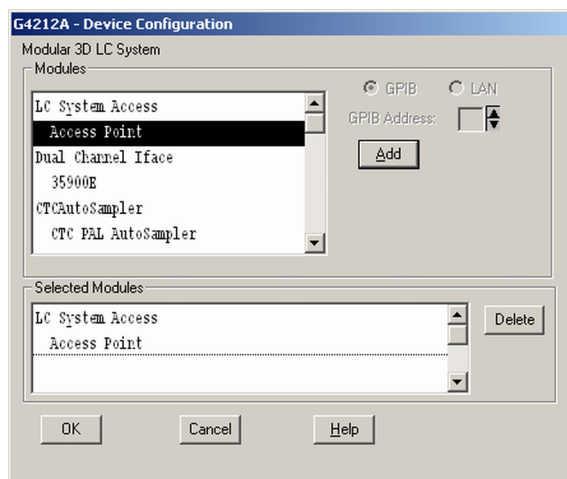 G4212A - Device Configuration
Modular 3D LC System
Modules
GPIB
LAN
LC System Access
Access Point
Dual Channel Iface
35900E
CTCAutoSampler
CTC PAL AutoSampler
GPIB Address:
Add
Selected Modules
LC System Access
Access Point
Delete
OK
Cancel
Help